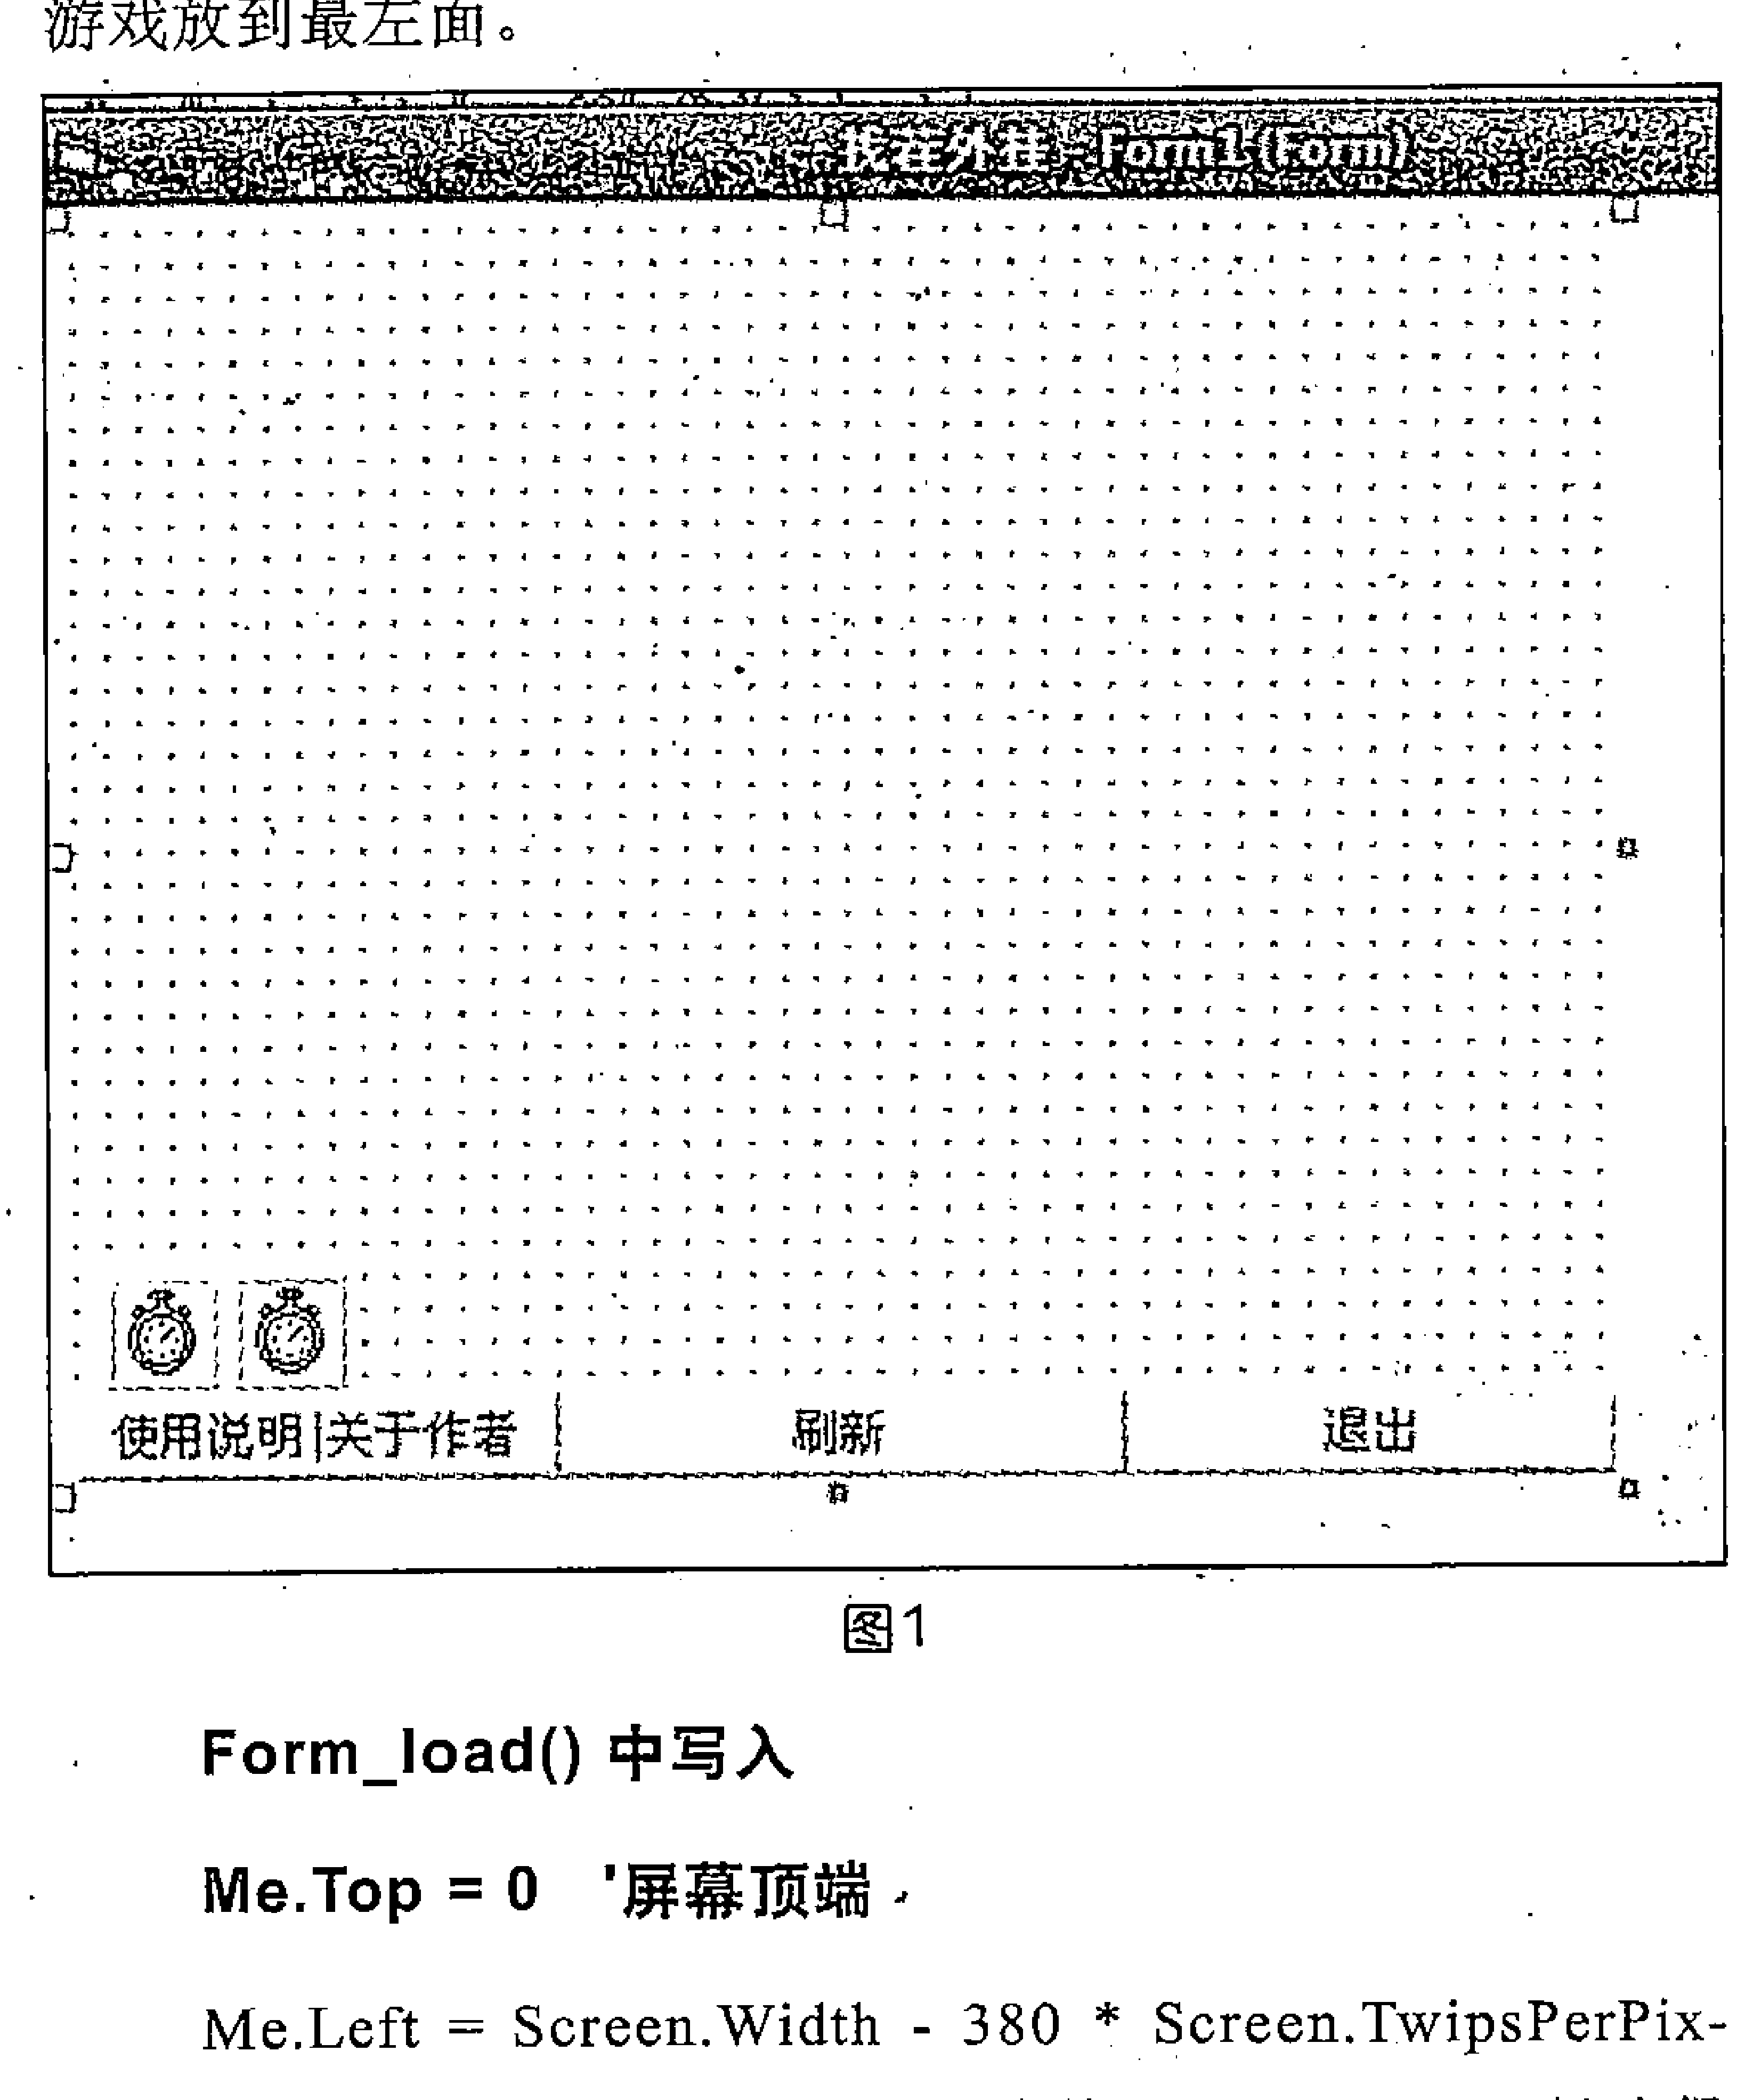 游戏放到最左面。
找茬外挂 - Form1 (Form)
使用说明|关于作者
刷新
退出
图1
Form_load() 中写入
Me.Top = 0 '屏幕顶端
Me.Left = Screen.Width - 380 * Screen.TwipsPerPix-